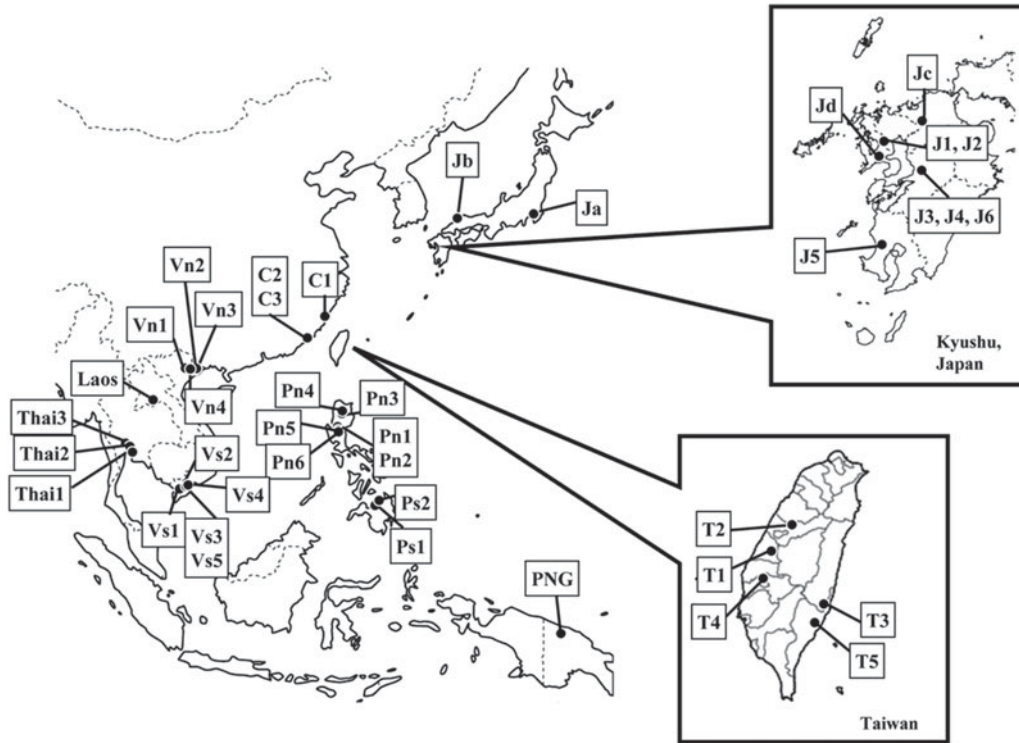 Jc
Jd
J1, J2
J3, J4, J6
J5
Kyushu,
Japan
Jb
Ja
C2
C3
C1
Vn2
Vn1
Vn3
Vn4
Laos
Thai3
Thai2
Thai1
Vs2
Vs4
Vs1
Vs3
Vs5
Pn4
Pn3
Pn5
Pn6
Pn1
Pn2
Ps2
Ps1
PNG
T2
T1
T4
T3
T5
Taiwan